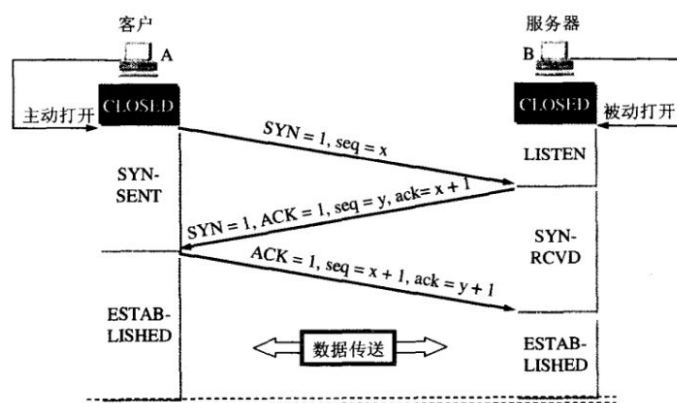 客户
服务器
A
B
CLOSED
CLOSED
主动打开
被动打开
SYN = 1, seq = x
LISTEN
SYN-
SENT
SYN = 1, ACK = 1, seq = y, ack= x + 1
SYN-
RCVD
ACK = 1, seq = x + 1, ack = y + 1
ESTAB-
LISHED
数据传送
ESTAB-
LISHED